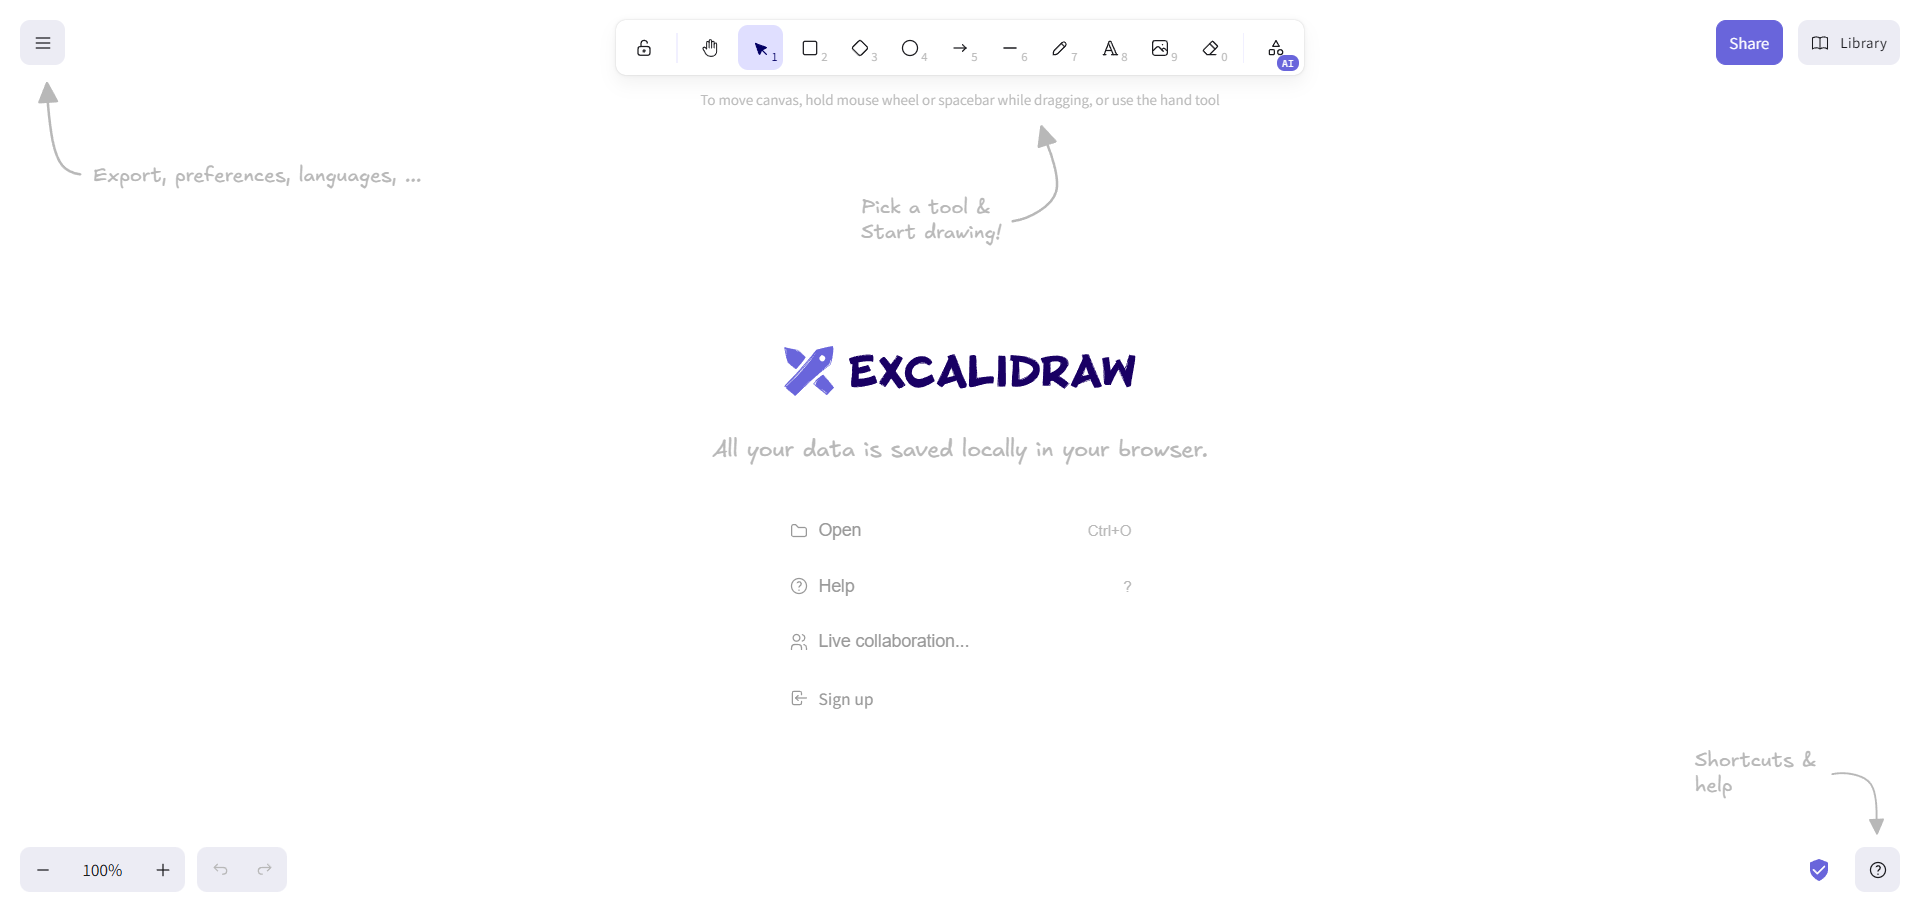 1
2
3
4
5
6
7
8
9
0
AI
Share
Library
To move canvas, hold mouse wheel or spacebar while dragging, or use the hand tool
Export, preferences, languages, ...
Pick a tool &
Start drawing!
EXCALIDRAW
All your data is saved locally in your browser.
Open Ctrl+O
Help ?
Live collaboration...
Sign up
Shortcuts &
help
100%